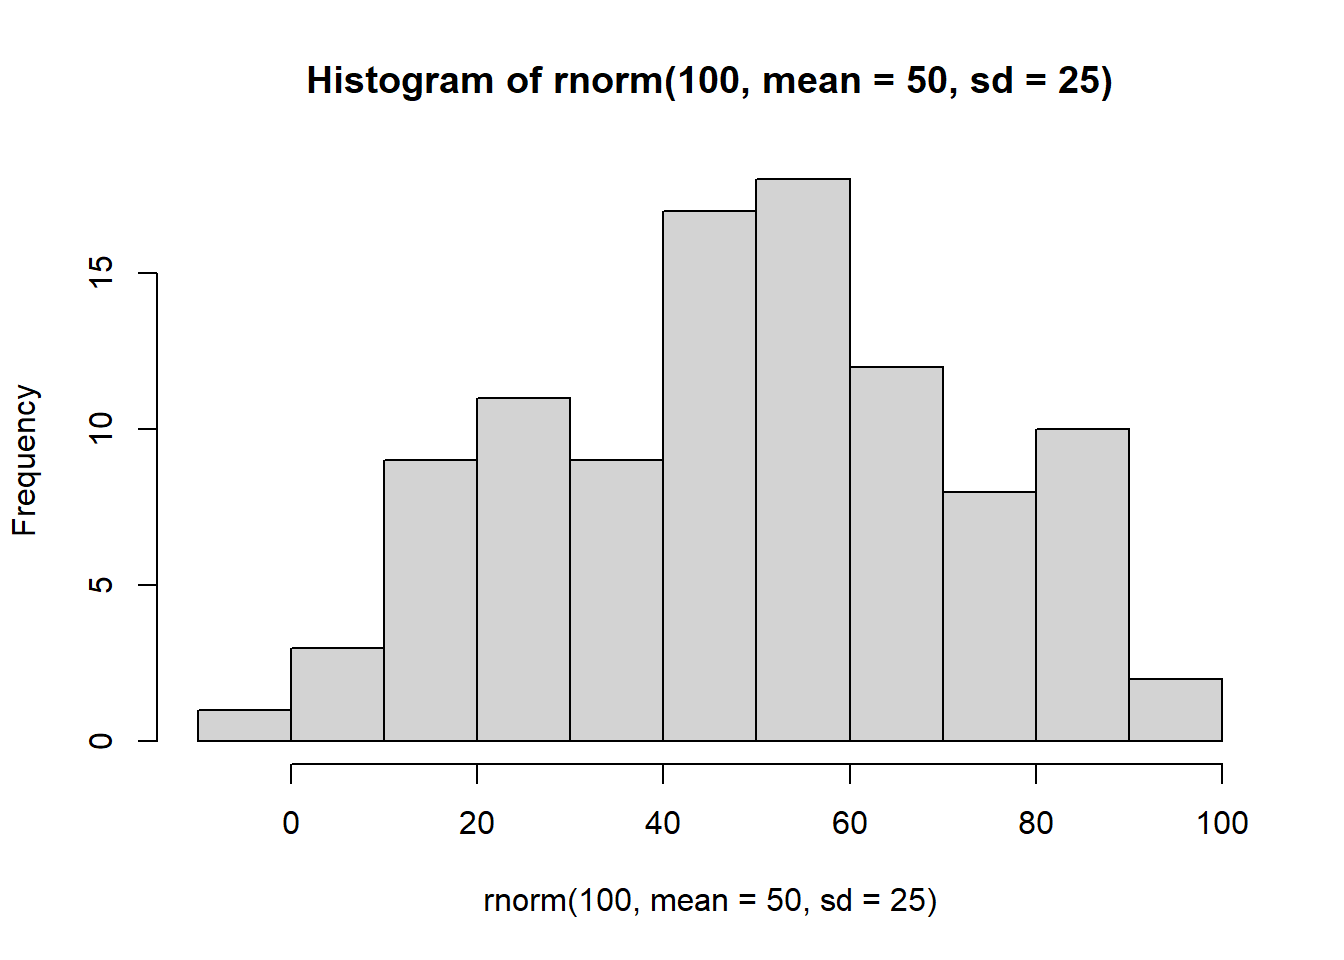 Histogram of rnorm(100, mean = 50, sd = 25)
Frequency
15
10
5
0
0 20 40 60 80 100
rnorm(100, mean = 50, sd = 25)